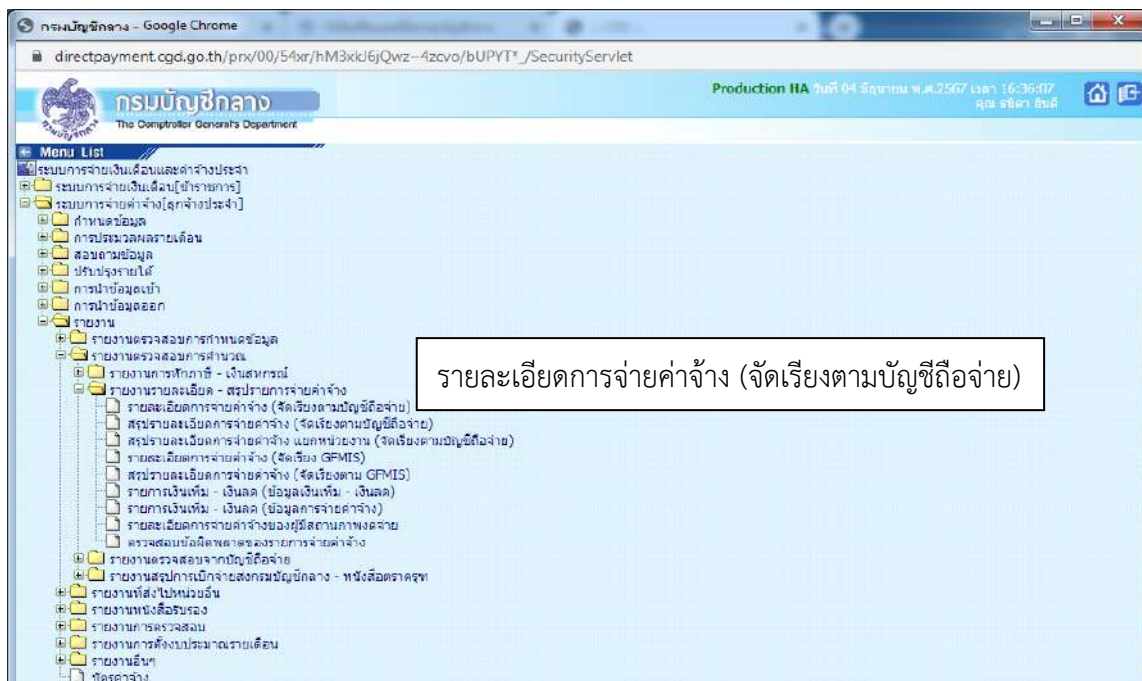 กรมบัญชีกลาง - Google Chrome
directpayment.cgd.go.th/prx/00/54xr/hM3xkJ6jQwz--4zcvo/bUPYT*_/SecurityServlet
กรมบัญชีกลาง
The Comptroller General's Department
Production HA วันที่ 04 มิถุนายน พ.ศ.2567 เวลา 16:36:07
คุณ
Menu List
ระบบการจ่ายเงินเดือนและค่าจ้างประจำ
ระบบการจ่ายเงินเดือน[ข้าราชการ]
ระบบการจ่ายค่าจ้าง[ลูกจ้างประจำ]
กำหนดข้อมูล
การประมวลผลรายเดือน
สอบถามข้อมูล
ปรับปรุงรายได้
การนำข้อมูลเข้า
การนำข้อมูลออก
รายงาน
รายงานตรวจสอบการกำหนดข้อมูล
รายงานตรวจสอบการคำนวณ
รายงานการหักภาษี - เงินสหกรณ์
รายงานรายละเอียด - สรุปรายการจ่ายค่าจ้าง
รายละเอียดการจ่ายค่าจ้าง (จัดเรียงตามบัญชีถือจ่าย)
สรุปรายละเอียดการจ่ายค่าจ้าง (จัดเรียงตามบัญชีถือจ่าย)
สรุปรายละเอียดการจ่ายค่าจ้าง แยกหน่วยงาน (จัดเรียงตามบัญชีถือจ่าย)
รายละเอียดการจ่ายค่าจ้าง (จัดเรียง GFMIS)
สรุปรายละเอียดการจ่ายค่าจ้าง (จัดเรียงตาม GFMIS)
รายการเงินเพิ่ม - เงินลด (ข้อมูลเงินเพิ่ม - เงินลด)
รายการเงินเพิ่ม - เงินลด (ข้อมูลการจ่ายค่าจ้าง)
รายละเอียดการจ่ายค่าจ้างของผู้มีสถานภาพงดจ่าย
ตรวจสอบข้อผิดพลาดของรายการจ่ายค่าจ้าง
รายงานตรวจสอบจากบัญชีถือจ่าย
รายงานสรุปการเบิกจ่ายส่งกรมบัญชีกลาง - หนังสือตราครุฑ
รายงานที่ส่งไปหน่วยอื่น
รายงานหนังสือรับรอง
รายงานการตรวจสอบ
รายงานการตั้งงบประมาณรายเดือน
รายงานอื่นๆ
บัตรค่าจ้าง
รายละเอียดการจ่ายค่าจ้าง (จัดเรียงตามบัญชีถือจ่าย)